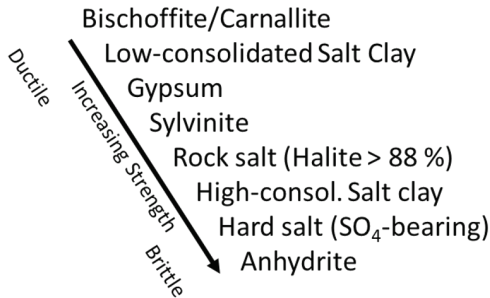 Bischoffite/Carnallite
Low-consolidated Salt Clay
Gypsum
Sylvinite
Rock salt (Halite > 88 %)
High-consol. Salt clay
Hard salt (SO₄-bearing)
Anhydrite
Ductile
Increasing Strength
Brittle